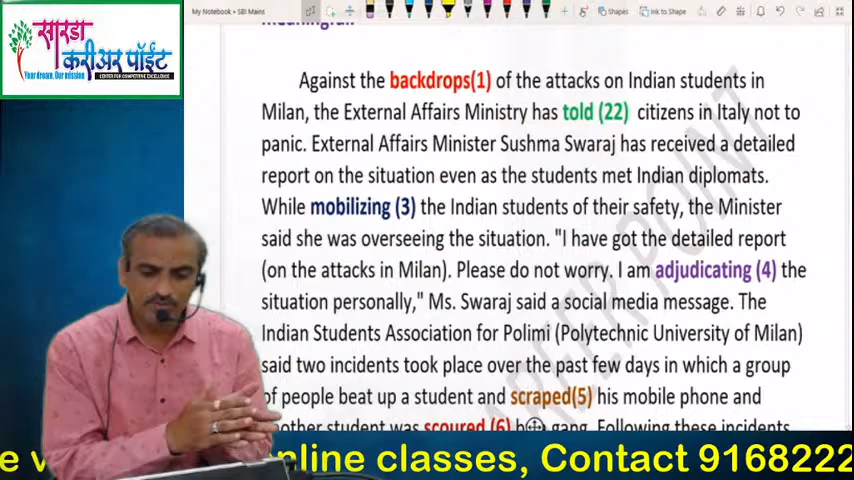 सारडा
करीअर पॉईंट
Your dream, Our mission
CENTER FOR COMPETITIVE EXCELLENCE
My Notebook » SBI Mains
Shapes
Ink to Shape
Against the backdrops(1) of the attacks on Indian students in
Milan, the External Affairs Ministry has told (22) citizens in Italy not to
panic. External Affairs Minister Sushma Swaraj has received a detailed
report on the situation even as the students met Indian diplomats.
While mobilizing (3) the Indian students of their safety, the Minister
said she was overseeing the situation. "I have got the detailed report
(on the attacks in Milan). Please do not worry. I am adjudicating (4) the
situation personally," Ms. Swaraj said a social media message. The
Indian Students Association for Polimi (Polytechnic University of Milan)
said two incidents took place over the past few days in which a group
of people beat up a student and scraped(5) his mobile phone and
student was scoured (6) gang. Following these incidents
CAREER POINT
online classes, Contact 9168222